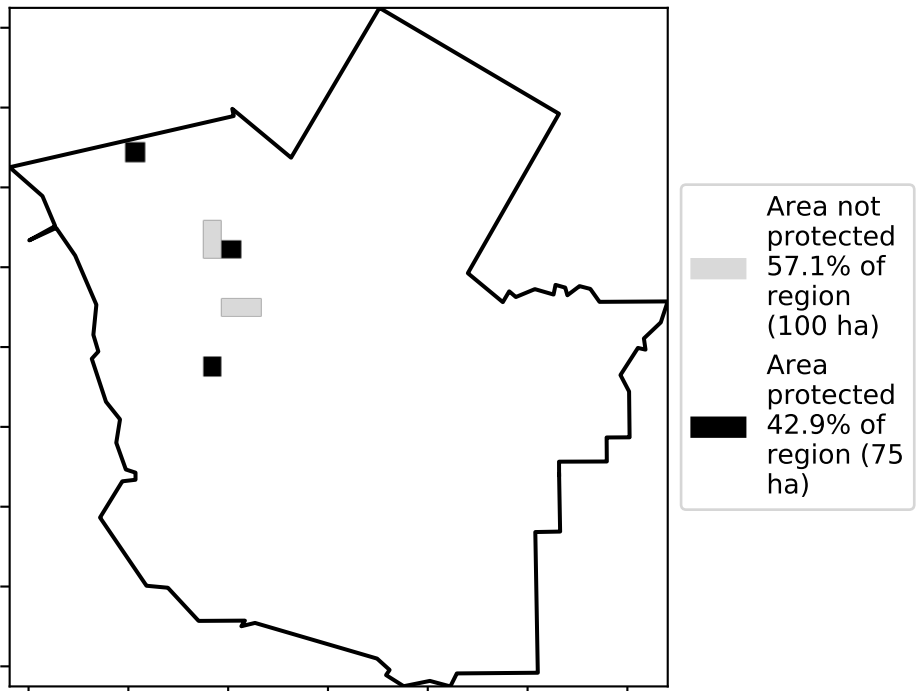 Area not
protected
57.1% of
region
(100 ha)
Area
protected
42.9% of
region (75
ha)